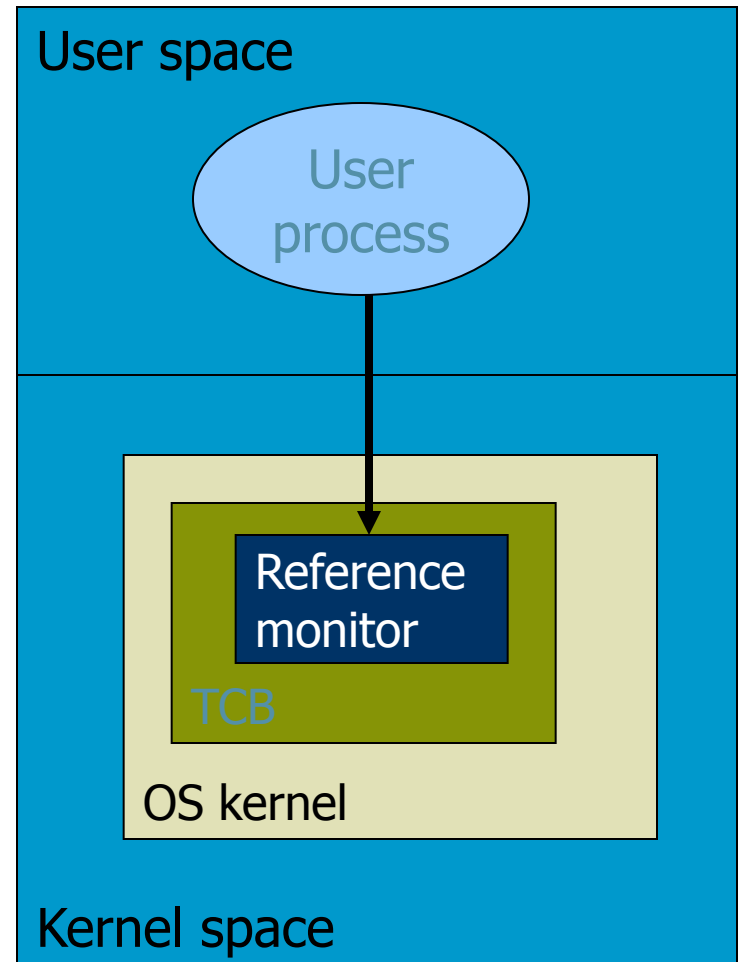 User space
User
process
Reference
monitor
TCB
OS kernel
Kernel space